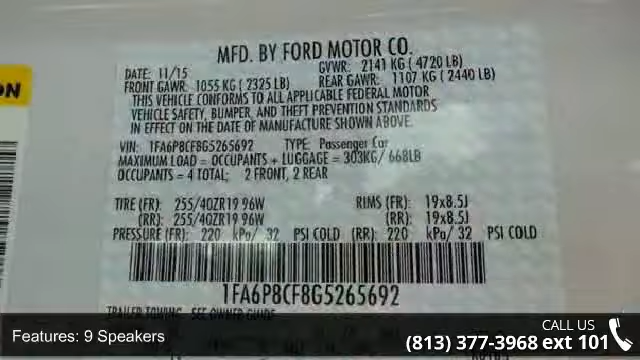 MFD. BY FORD MOTOR CO.
DATE: 11/15 GVWR: 2141 KG ( 4720 LB)
FRONT GAWR: 1055 KG ( 2325 LB) REAR GAWR: 1107 KG ( 2440 LB)
THIS VEHICLE CONFORMS TO ALL APPLICABLE FEDERAL MOTOR
VEHICLE SAFETY, BUMPER, AND THEFT PREVENTION STANDARDS
IN EFFECT ON THE DATE OF MANUFACTURE SHOWN ABOVE.
VIN: 1FA6P8CF8G5265692 TYPE: Passenger Car
MAXIMUM LOAD = OCCUPANTS + LUGGAGE = 303KG/ 668LB
OCCUPANTS = 4 TOTAL: 2 FRONT, 2 REAR
TIRE (FR): 255/40ZR19 96W RIMS (FR): 19x8.5J
(RR): 255/40ZR19 96W (RR): 19x8.5J
PRESSURE (FR): 220 kPa/ 32 PSI COLD (RR): 220 kPa/ 32 PSI COLD
1FA6P8CF8G5265692
TRAILER TOWING - SEE OWNER GUIDE
ON
Features: 9 Speakers
CALL US
(813) 377-3968 ext 101